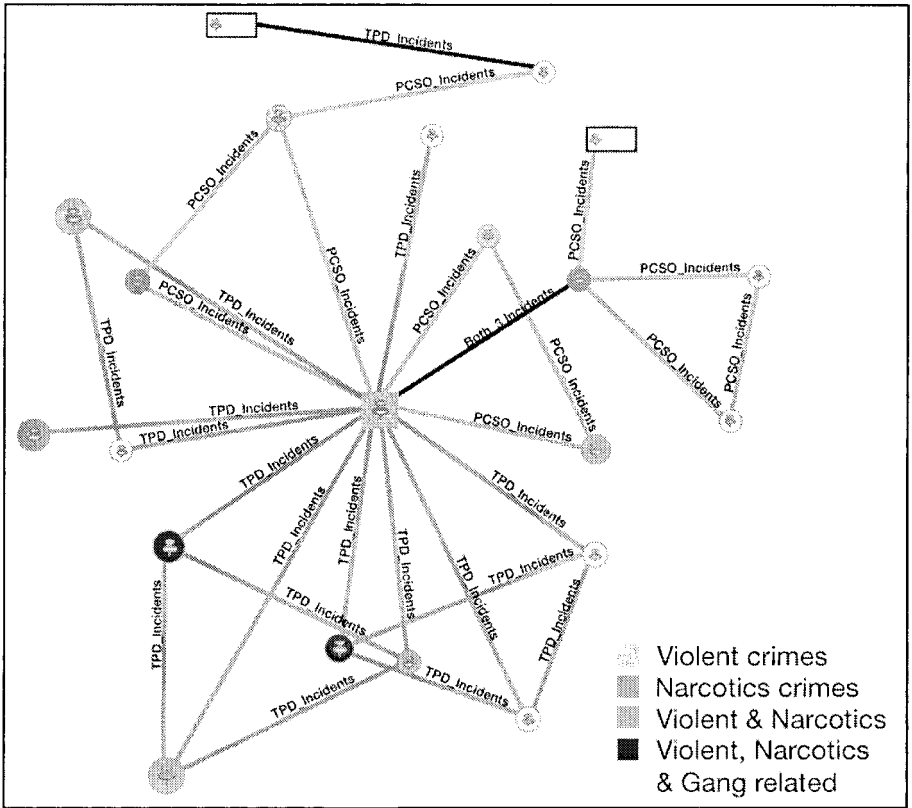 TPD_Incidents
PCSO_Incidents
PCSO_Incidents
TPD_Incidents
PCSO_Incidents
PCSO_Incidents
PCSO_Incidents
PCSO_Incidents
TPD_Incidents
PCSO_Incidents
Both_3 Incidents
PCSO_Incidents
PCSO_Incidents
TPD_Incidents
PCSO_Incidents
TPD_Incidents
TPD_Incidents
PCSO_Incidents
TPD_Incidents
TPD_Incidents
TPD_Incidents
TPD_Incidents
TPD_Incidents
TPD_Incidents
TPD_Incidents
TPD_Incidents
TPD_Incidents
TPD_Incidents
TPD_Incidents
TPD_Incidents
Violent crimes
Narcotics crimes
Violent & Narcotics
Violent, Narcotics
& Gang related